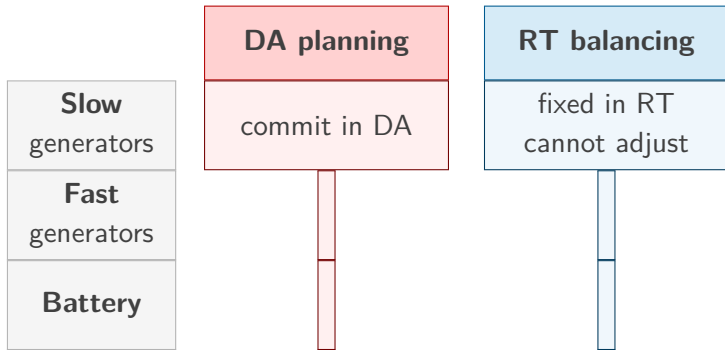 DA planning
RT balancing
Slow
generators
commit in DA
fixed in RT
cannot adjust
Fast
generators
Battery